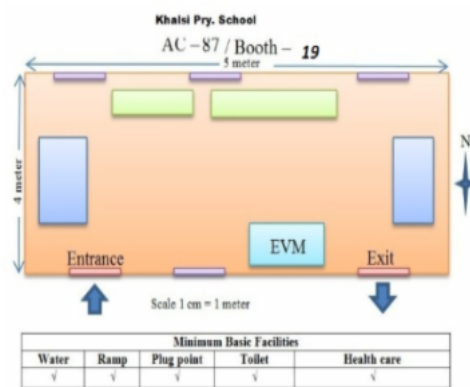 Khalsi Pry. School
AC – 87 / Booth – 19
5 meter
4 meter
N
Entrance
EVM
Exit
Scale 1 cm = 1 meter
Minimum Basic Facilities
Water Ramp Plug point Toilet Health care
√ √ √ √ √